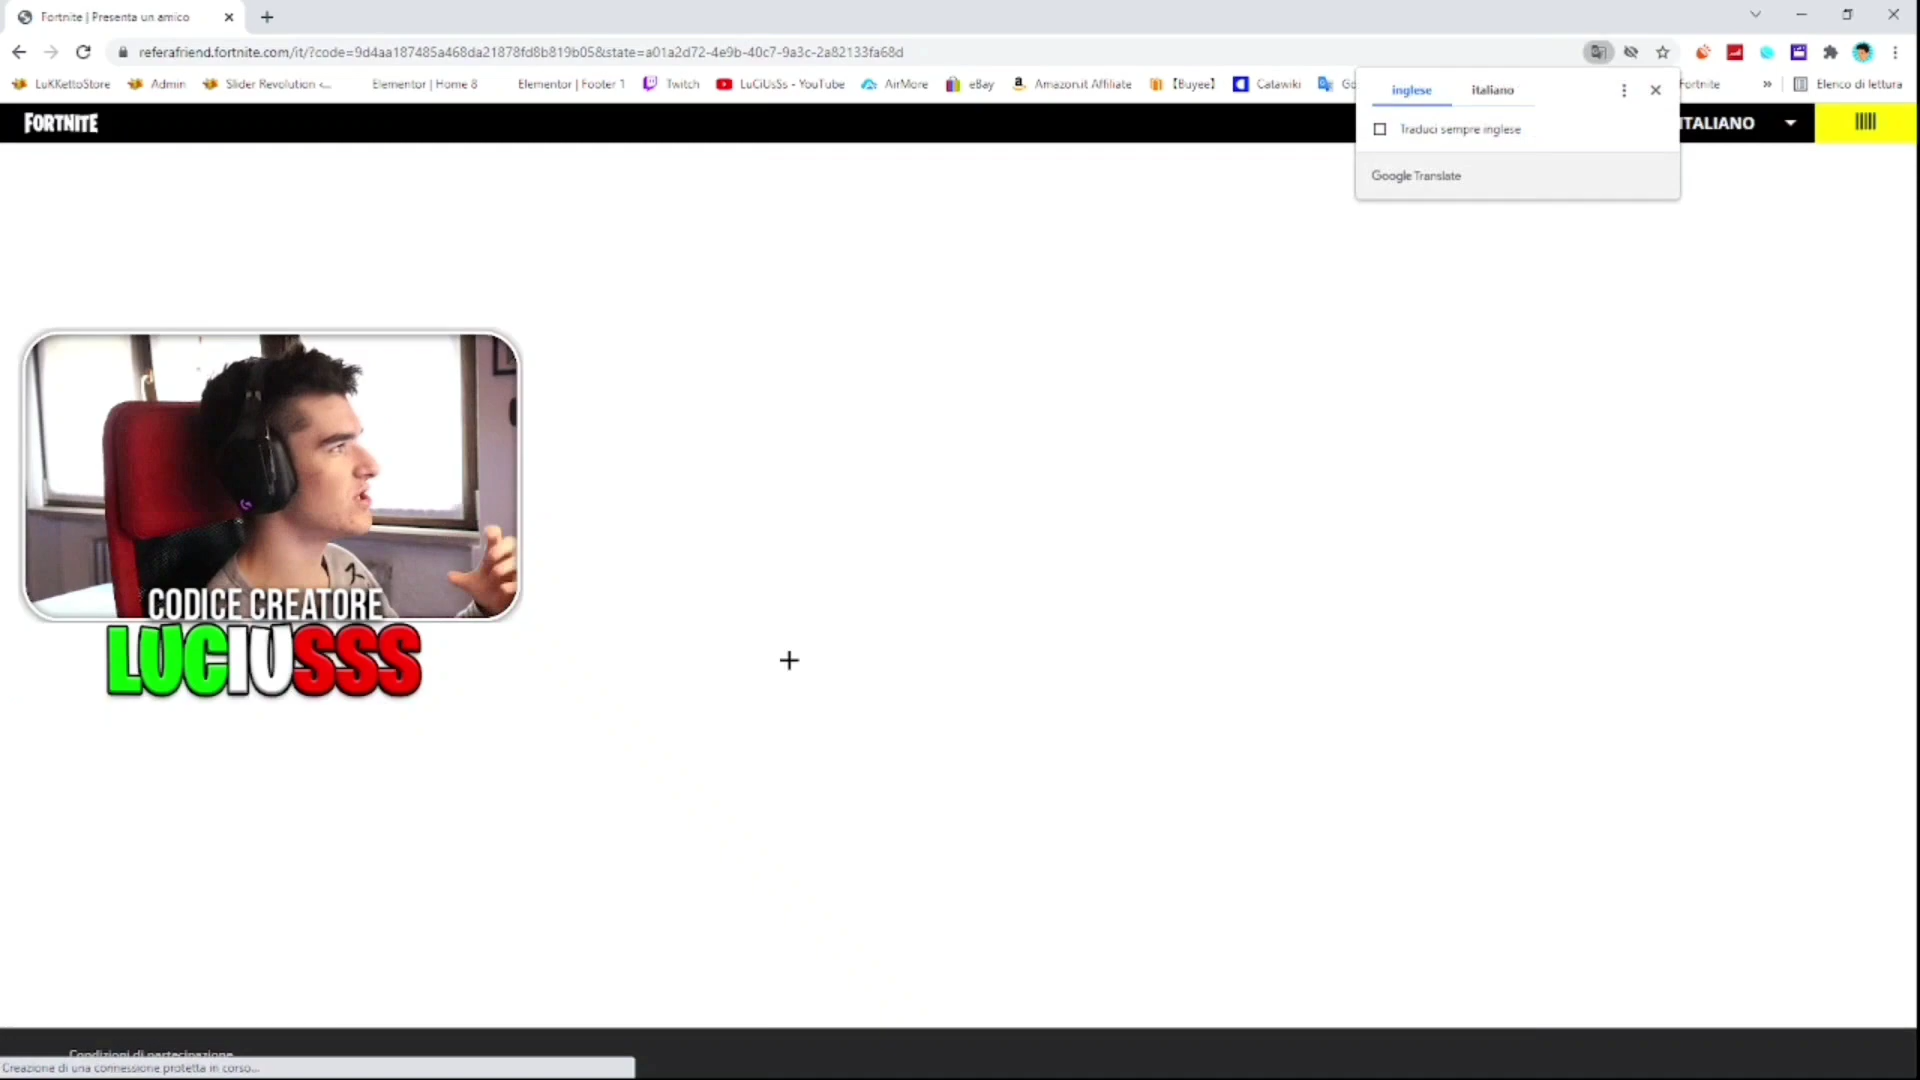 Fortnite | Presenta un amico
referafriend.fortnite.com/it/?code=9d4aa187485a468da21878fd8b819b05&state=a01a2d72-4e9b-40c7-9a3c-2a82133fa68d
LuKKettoStore Admin Slider Revolution <... Elementor | Home 8 Elementor | Footer 1 Twitch LuCiUsSs - YouTube AirMore eBay Amazon.it Affiliate 【Buyee】 Catawiki Go Fortnite » Elenco di lettura
inglese italiano
Traduci sempre inglese
Google Translate
FORTNITE
ITALIANO
CODICE CREATORE
LUCIUSSS
Condizioni di partecipazione
Creazione di una connessione protetta in corso...